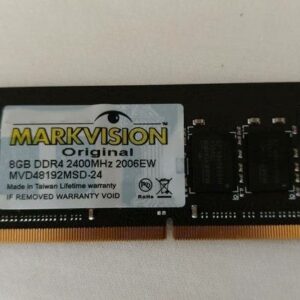 MARKVISION
Original
8GB DDR4 2400MHz 2006EW
MVD48192MSD-24
Made in Taiwan Lifetime warranty
IF REMOVED WARRANTY VOID